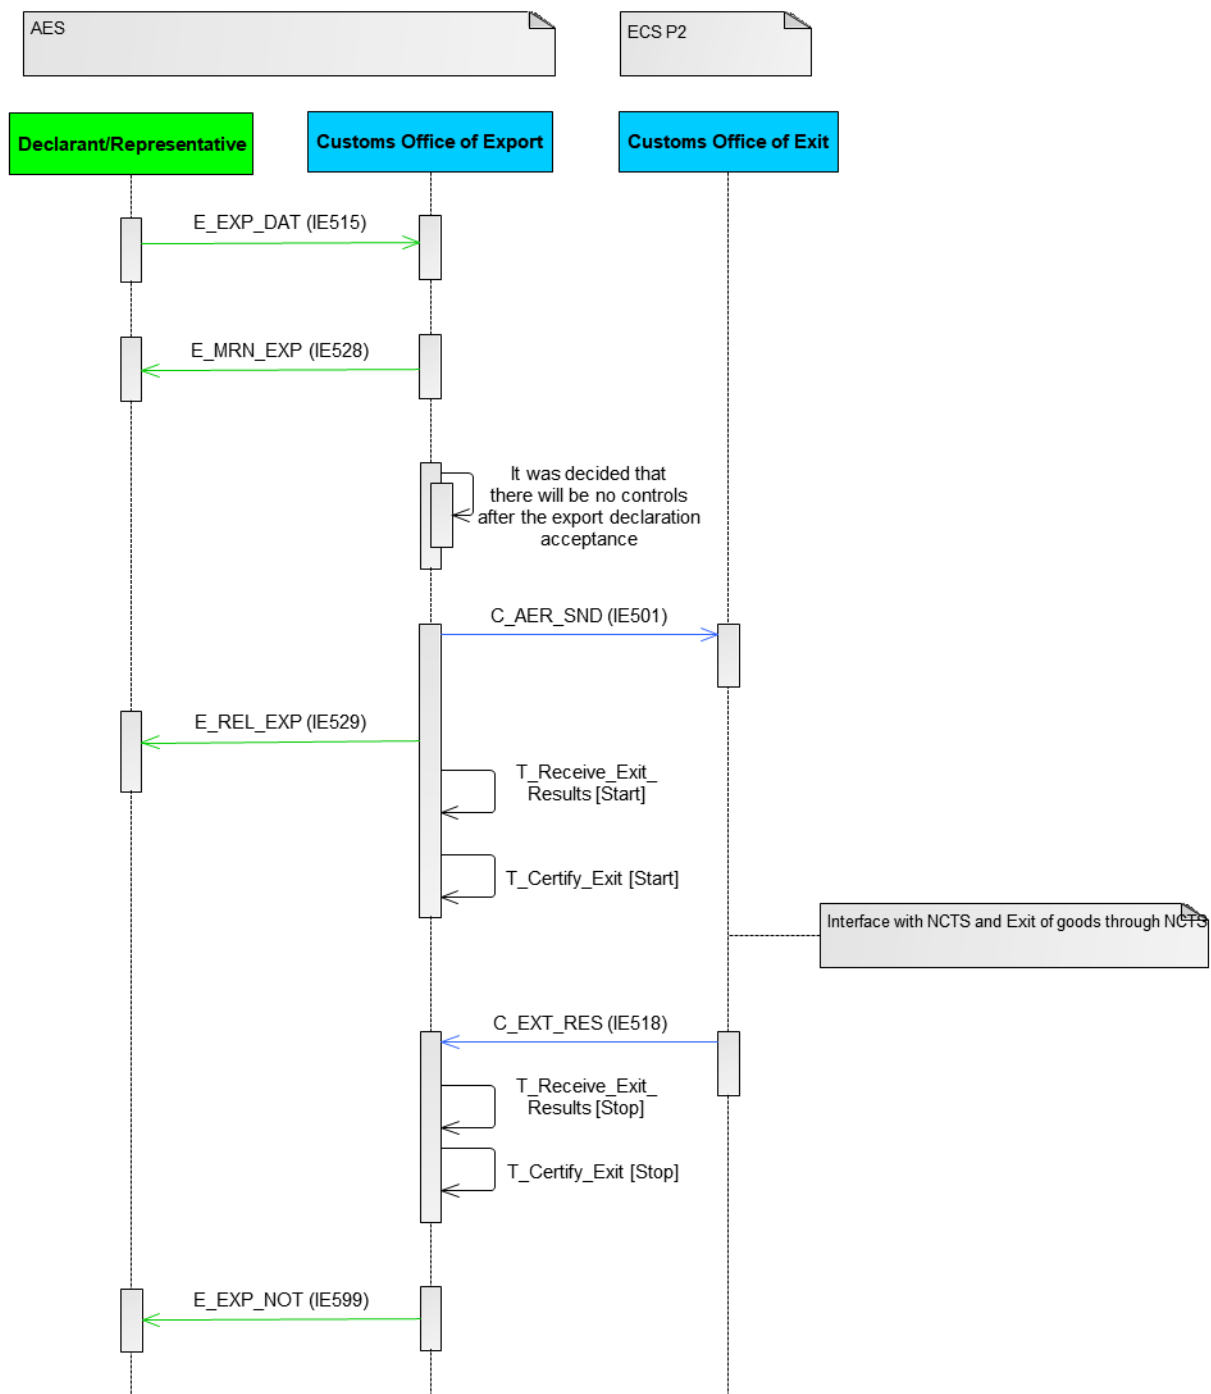 AES
ECS P2
Declarant/Representative
Customs Office of Export
Customs Office of Exit
E_EXP_DAT (IE515)
E_MRN_EXP (IE528)
It was decided that
there will be no controls
after the export declaration
acceptance
C_AER_SND (IE501)
E_REL_EXP (IE529)
T_Receive_Exit_
Results [Start]
T_Certify_Exit [Start]
Interface with NCTS and Exit of goods through NCTS
C_EXT_RES (IE518)
T_Receive_Exit_
Results [Stop]
T_Certify_Exit [Stop]
E_EXP_NOT (IE599)